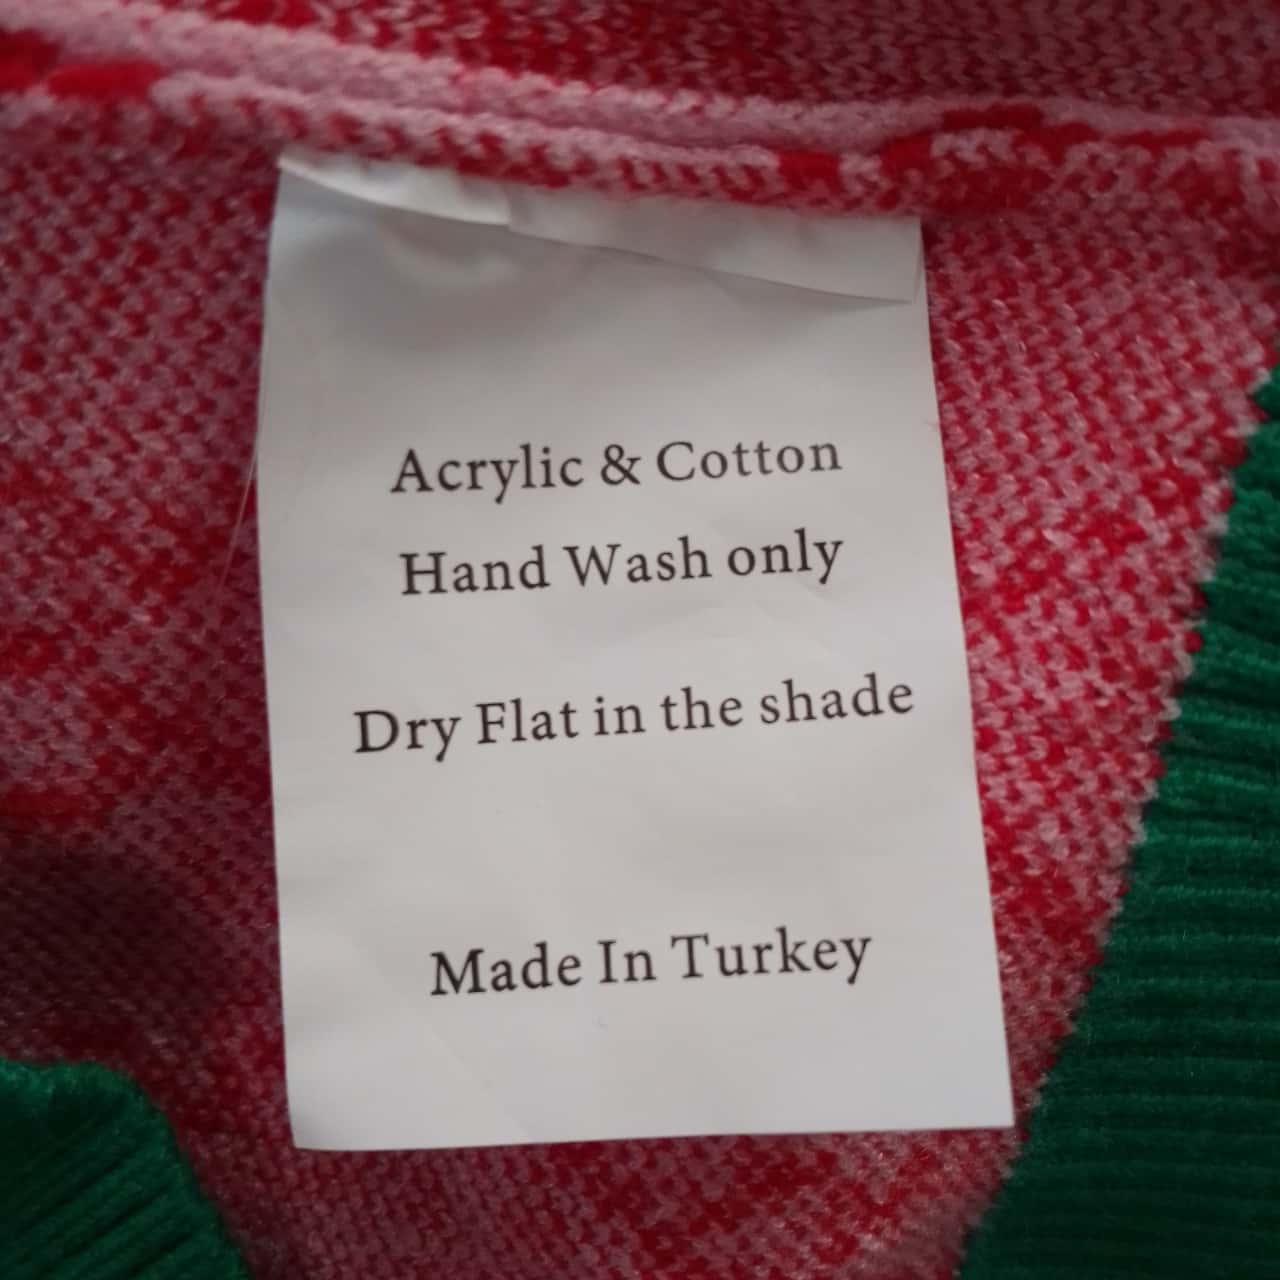 Acrylic & Cotton
Hand Wash only
Dry Flat in the shade
Made In Turkey